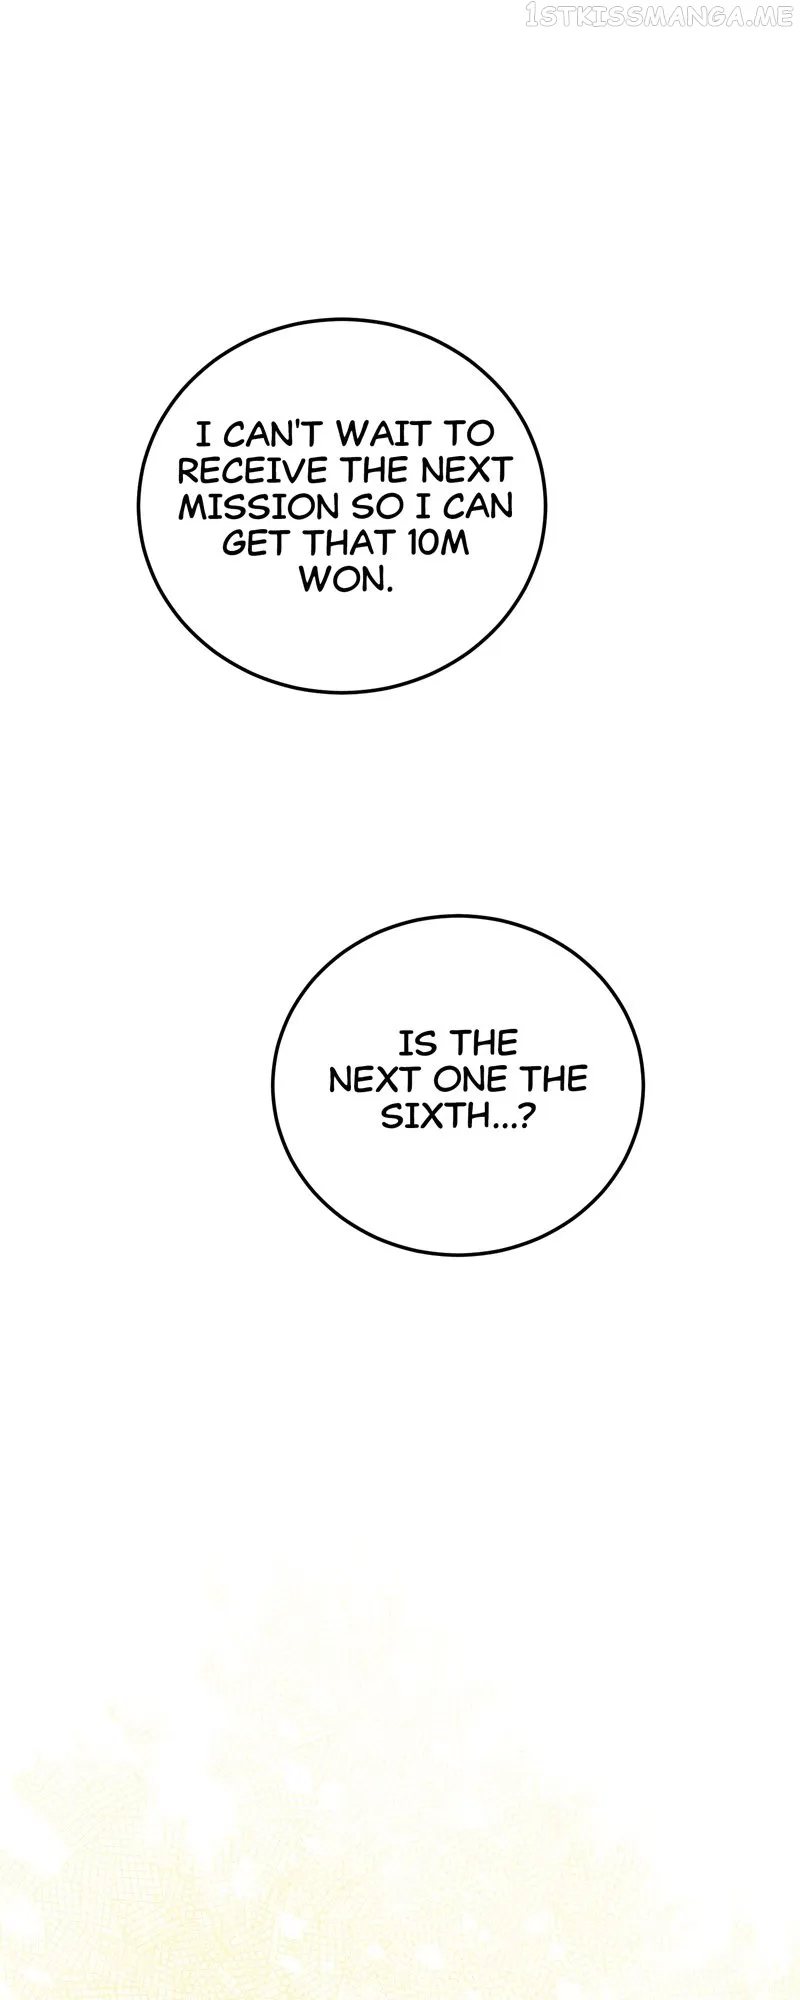 1STKISSMANGA.ME
I CAN'T WAIT TO
RECEIVE THE NEXT
MISSION SO I CAN
GET THAT 10M
WON.
IS THE
NEXT ONE THE
SIXTH...?